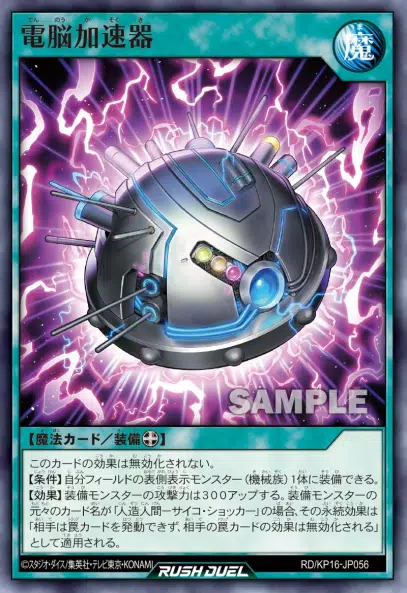 電脳加速器
魔
SAMPLE
【魔法カード/装備】
このカードの効果は無効化されない。
【条件】自分フィールドの表側表示モンスター(機械族)1体に装備できる。
【効果】装備モンスターの攻撃力は300アップする。装備モンスターの
元々のカード名が「人造人間-サイコ・ショッカー」の場合、その永続効果は
「相手は罠カードを発動できず、相手の罠カードの効果は無効化される」
として適用される。
©スタジオ・ダイス/集英社・テレビ東京・KONAMI
RUSH DUEL
RD/KP16-JP056